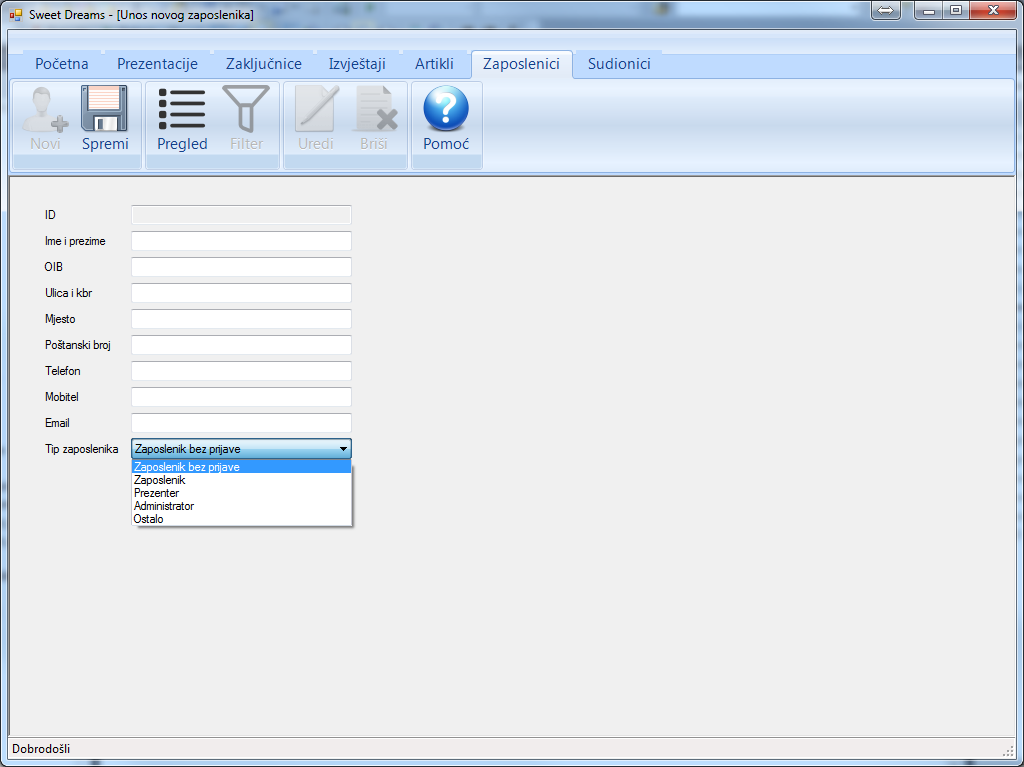 Sweet Dreams - [Unos novog zaposlenika]
Početna Prezentacije Zaključnice Izvještaji Artikli Zaposlenici Sudionici
Novi Spremi Pregled Filter Uredi Briši Pomoć
ID
Ime i prezime
OIB
Ulica i kbr
Mjesto
Poštanski broj
Telefon
Mobitel
Email
Tip zaposlenika Zaposlenik bez prijave
Zaposlenik bez prijave
Zaposlenik
Prezenter
Administrator
Ostalo
Dobrodošli